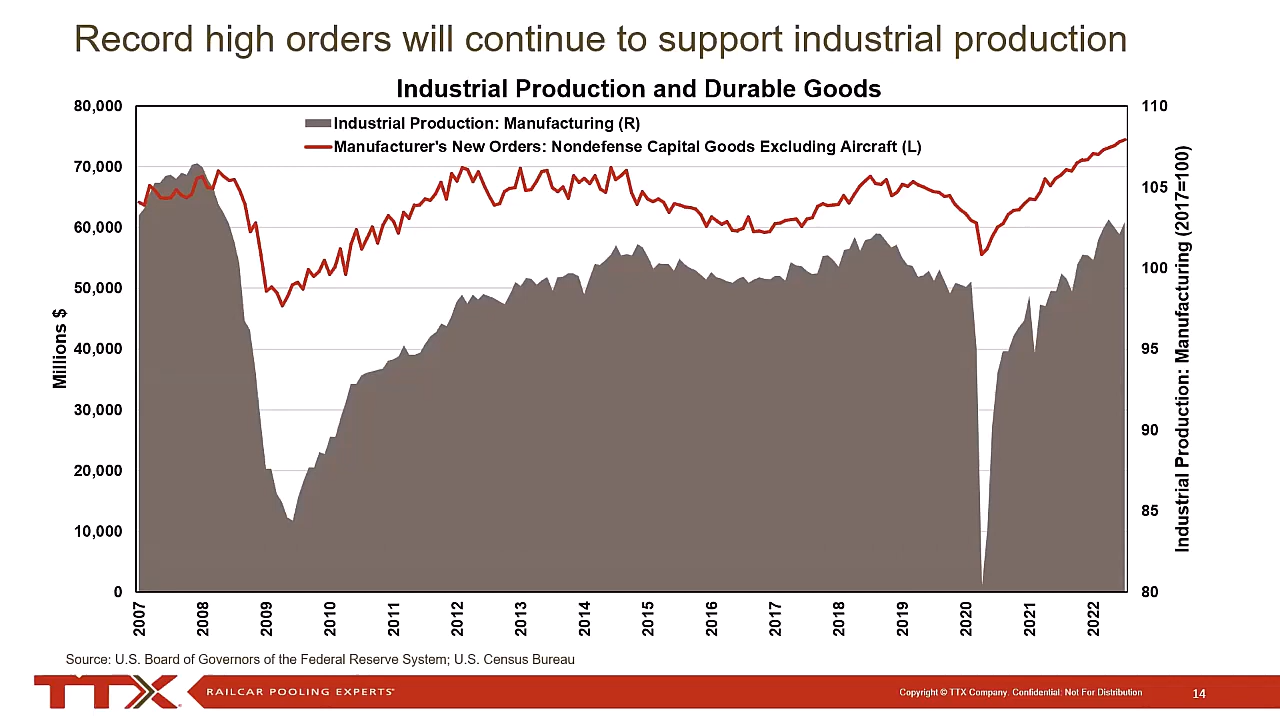 Record high orders will continue to support industrial production
Industrial Production and Durable Goods
Industrial Production: Manufacturing (R)
Manufacturer's New Orders: Nondefense Capital Goods Excluding Aircraft (L)
80,000
70,000
60,000
50,000
40,000
30,000
20,000
10,000
0
Millions $
110
105
100
95
90
85
80
Industrial Production: Manufacturing (2017=100)
2007 2008 2009 2010 2011 2012 2013 2014 2015 2016 2017 2018 2019 2020 2021 2022
Source: U.S. Board of Governors of the Federal Reserve System; U.S. Census Bureau
TTX
RAILCAR POOLING EXPERTS
Copyright © TTX Company. Confidential: Not For Distribution
14